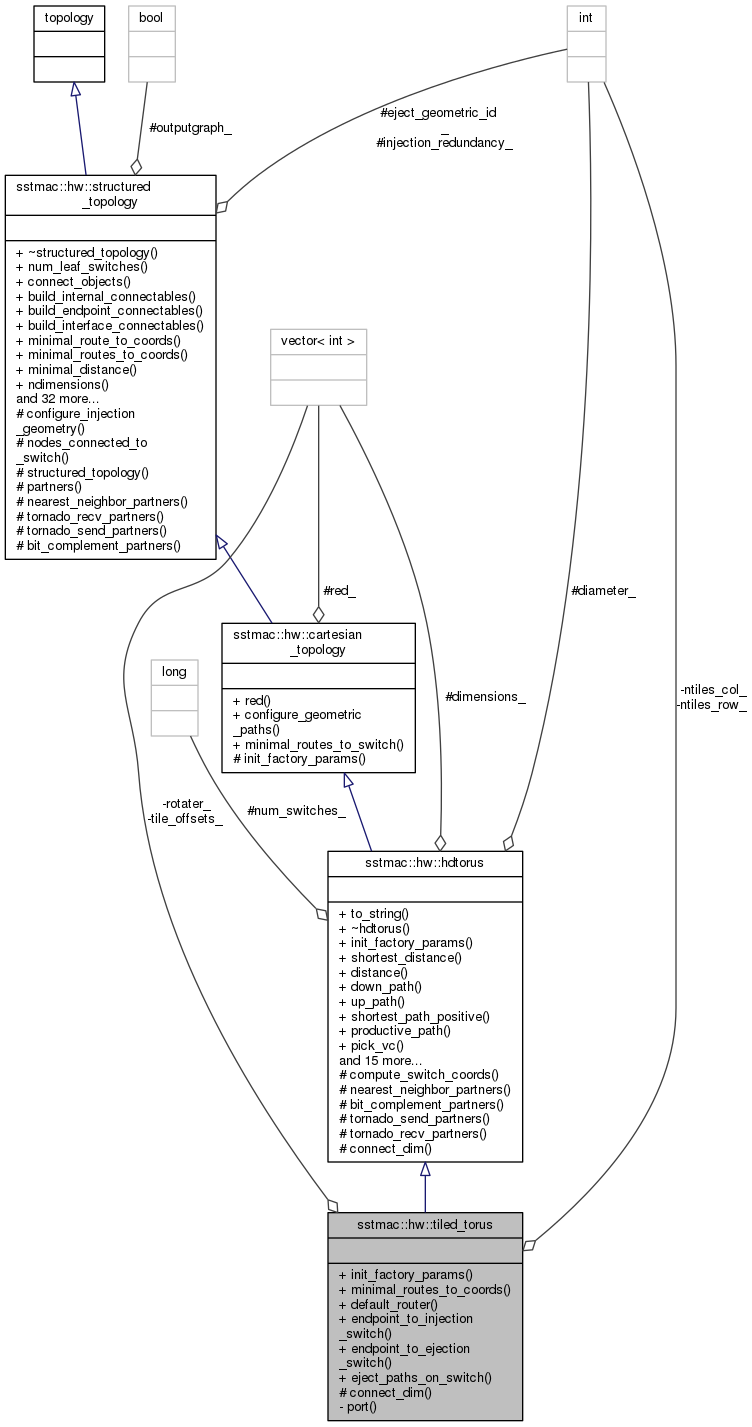 topology
bool
int
#outputgraph_
#eject_geometric_id
_
#injection_redundancy_
sstmac::hw::structured
_topology
+ ~structured_topology()
+ num_leaf_switches()
+ connect_objects()
+ build_internal_connectables()
+ build_endpoint_connectables()
+ build_interface_connectables()
+ minimal_route_to_coords()
+ minimal_routes_to_coords()
+ minimal_distance()
+ ndimensions()
and 32 more...
# configure_injection
_geometry()
# nodes_connected_to
_switch()
# structured_topology()
# partners()
# nearest_neighbor_partners()
# tornado_recv_partners()
# tornado_send_partners()
# bit_complement_partners()
vector< int >
#red_
#diameter_
sstmac::hw::cartesian
_topology
+ red()
+ configure_geometric
_paths()
+ minimal_routes_to_switch()
# init_factory_params()
long
#dimensions_
-ntiles_col_
-ntiles_row_
-rotater_
-tile_offsets_
#num_switches_
sstmac::hw::hdtorus
+ to_string()
+ ~hdtorus()
+ init_factory_params()
+ shortest_distance()
+ distance()
+ down_path()
+ up_path()
+ shortest_path_positive()
+ productive_path()
+ pick_vc()
and 15 more...
# compute_switch_coords()
# nearest_neighbor_partners()
# bit_complement_partners()
# tornado_send_partners()
# tornado_recv_partners()
# connect_dim()
sstmac::hw::tiled_torus
+ init_factory_params()
+ minimal_routes_to_coords()
+ default_router()
+ endpoint_to_injection
_switch()
+ endpoint_to_ejection
_switch()
+ eject_paths_on_switch()
# connect_dim()
- port()